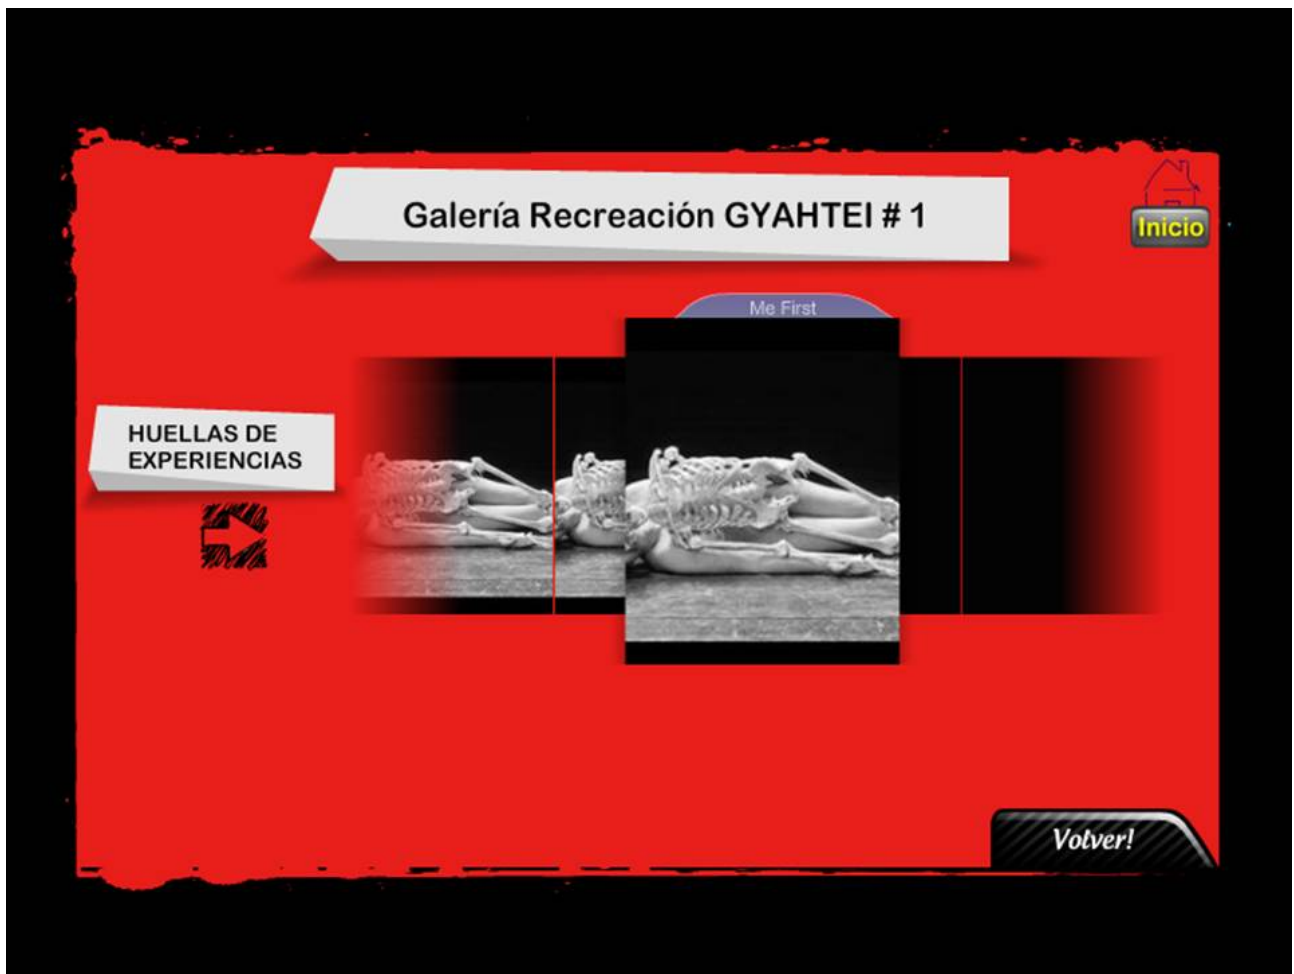 Galería Recreación GYAHTEI # 1
Inicio
Me First
HUELLAS DE
EXPERIENCIAS
Volver!